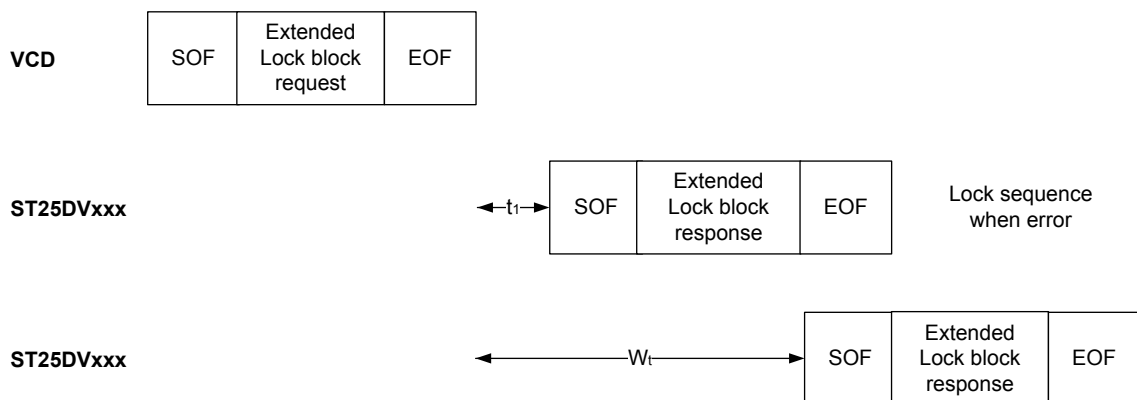 VCD
SOF
Extended
Lock block
request
EOF
ST25DVxxx
t1
SOF
Extended
Lock block
response
EOF
Lock sequence
when error
ST25DVxxx
Wt
SOF
Extended
Lock block
response
EOF